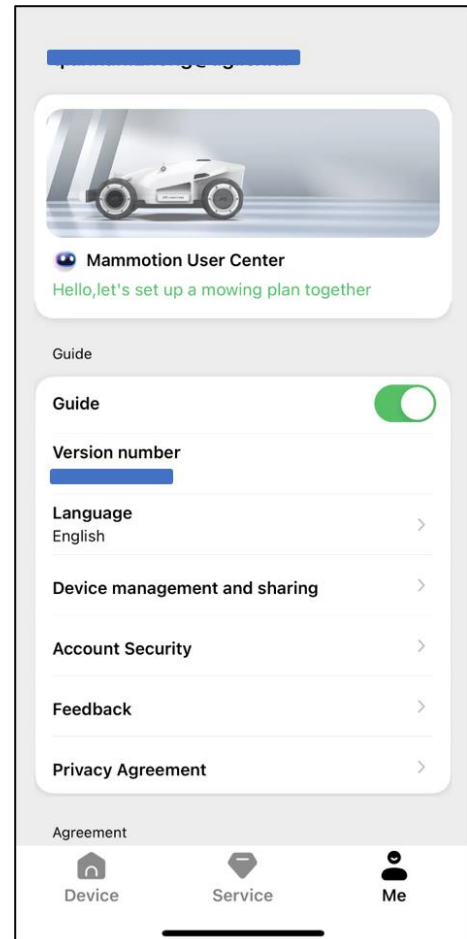 Mammotion User Center
Hello,let's set up a mowing plan together
Guide
Guide
Version number
Language
English
Device management and sharing
Account Security
Feedback
Privacy Agreement
Agreement
Device
Service
Me